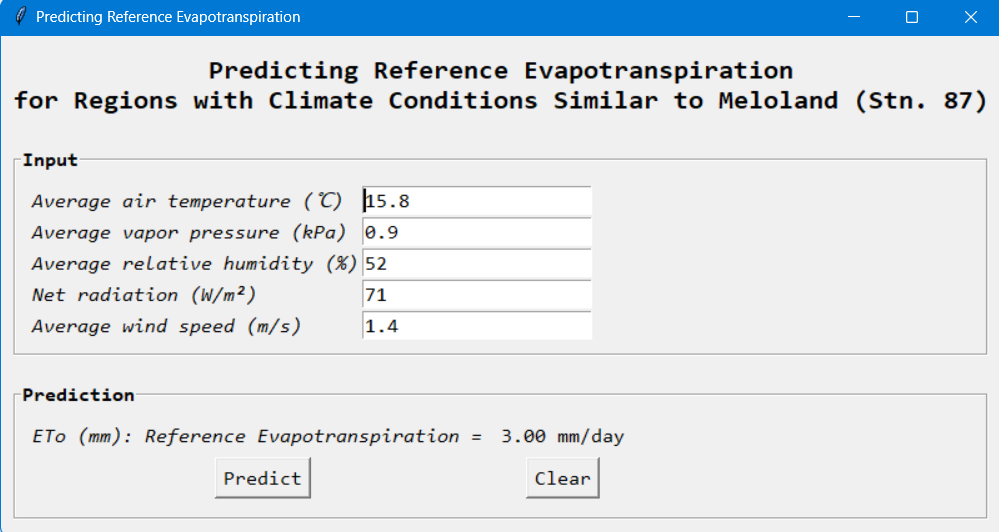 Predicting Reference Evapotranspiration
Predicting Reference Evapotranspiration
for Regions with Climate Conditions Similar to Meloland (Stn. 87)
Input
Average air temperature (℃) 15.8
Average vapor pressure (kPa) 0.9
Average relative humidity (%) 52
Net radiation (W/m²) 71
Average wind speed (m/s) 1.4
Prediction
ETo (mm): Reference Evapotranspiration = 3.00 mm/day
Predict Clear